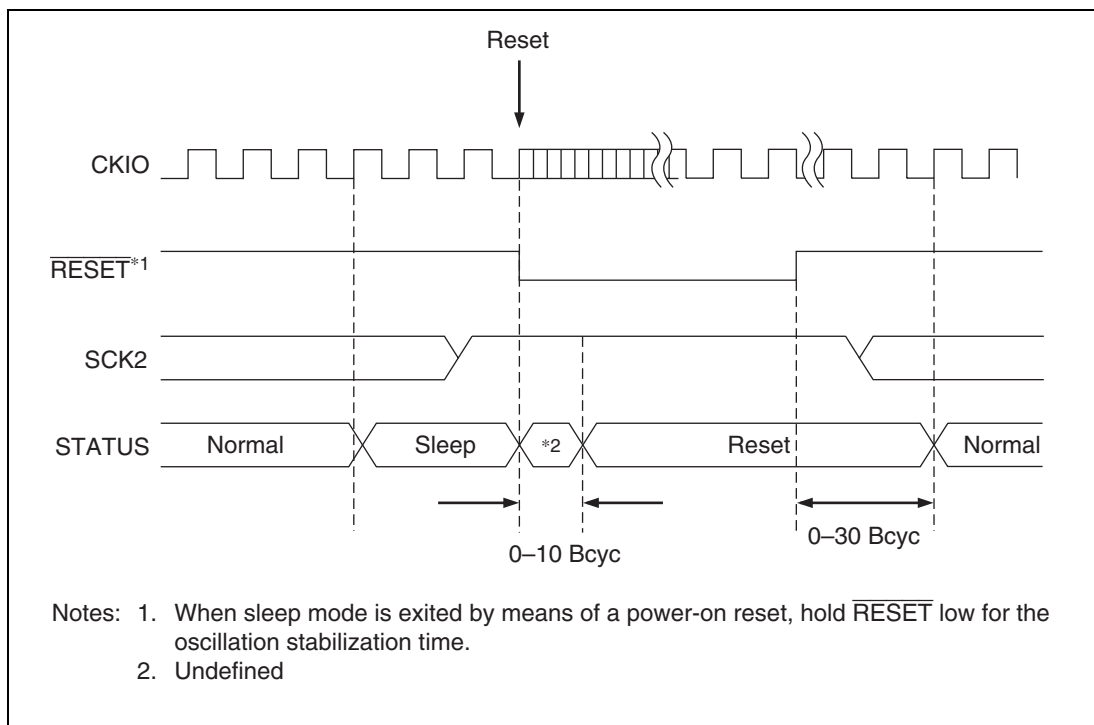 Reset
CKIO
RESET*1
SCK2
STATUS Normal Sleep *2 Reset Normal
0–10 Bcyc 0–30 Bcyc
Notes: 1. When sleep mode is exited by means of a power-on reset, hold RESET low for the
oscillation stabilization time.
2. Undefined